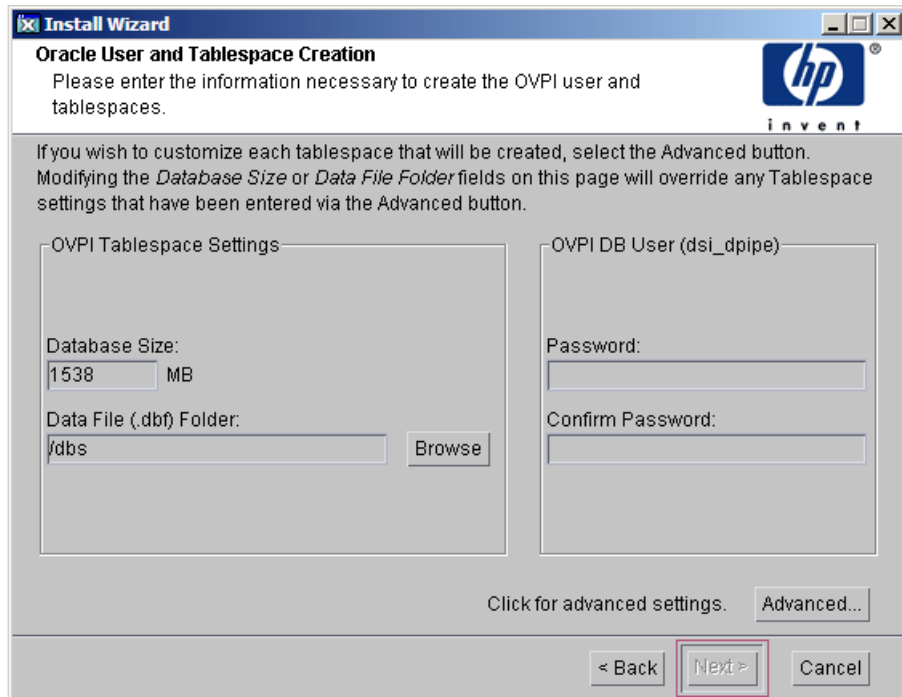 Install Wizard
Oracle User and Tablespace Creation
Please enter the information necessary to create the OVPI user and
tablespaces.
hp
®
invent
If you wish to customize each tablespace that will be created, select the Advanced button.
Modifying the Database Size or Data File Folder fields on this page will override any Tablespace
settings that have been entered via the Advanced button.
OVPI Tablespace Settings
Database Size:
1538 MB
Data File (.dbf) Folder:
/dbs
Browse
OVPI DB User (dsi_dpipe)
Password:
Confirm Password:
Click for advanced settings. Advanced...
< Back Next > Cancel